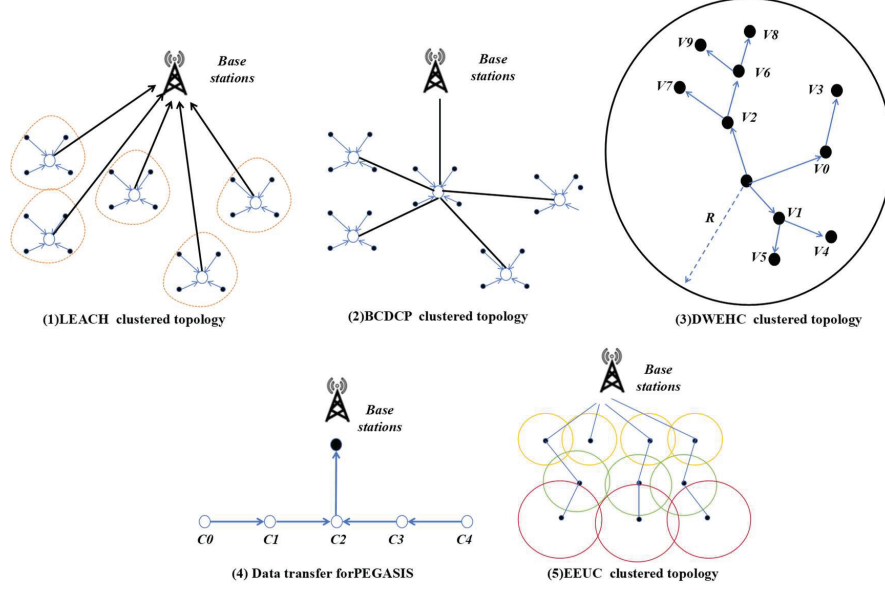 Base
stations
(1)LEACH clustered topology
Base
stations
(2)BCDCP clustered topology
V9
V8
V6
V7
V3
V2
V0
R
V1
V4
V5
(3)DWEHC clustered topology
Base
stations
C0
C1
C2
C3
C4
(4) Data transfer forPEGASIS
Base
stations
(5)EEUC clustered topology